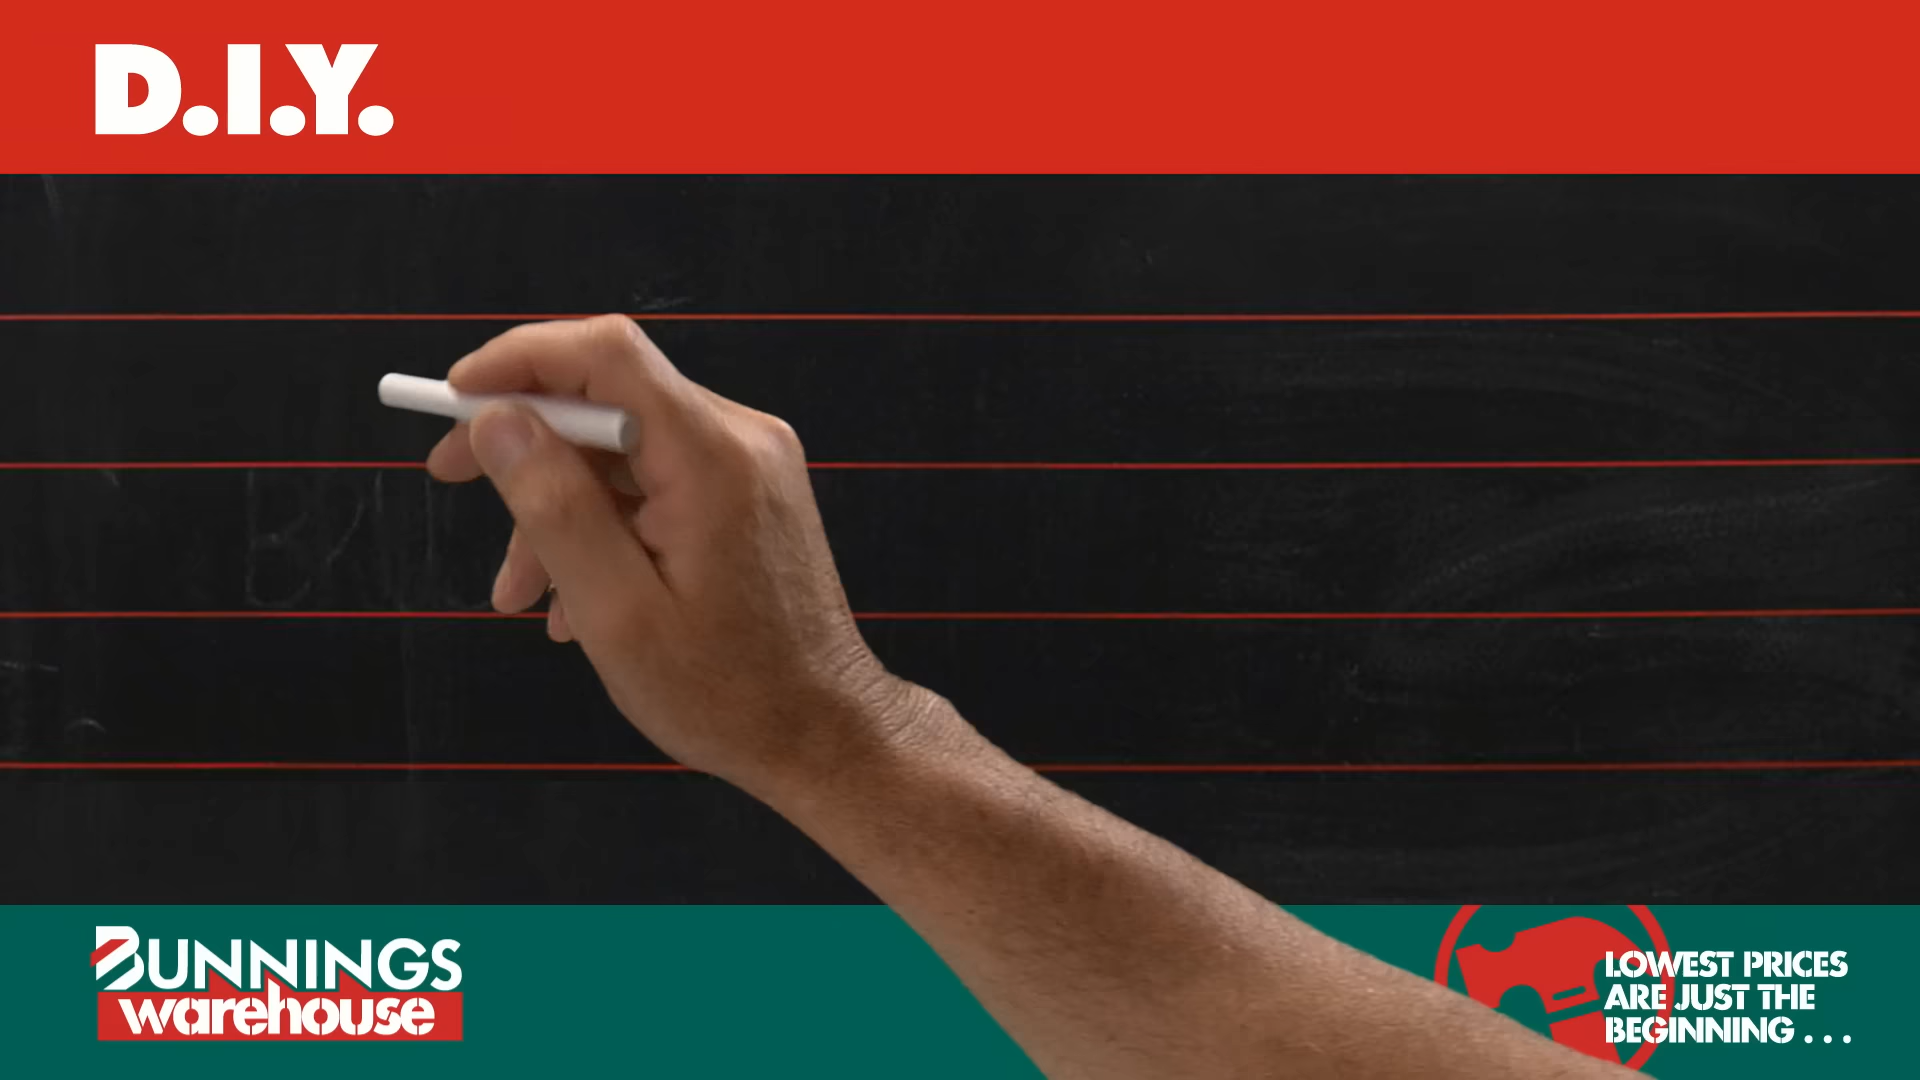 D.I.Y.
BUNNINGS
warehouse
LOWEST PRICES
ARE JUST THE
BEGINNING . . .